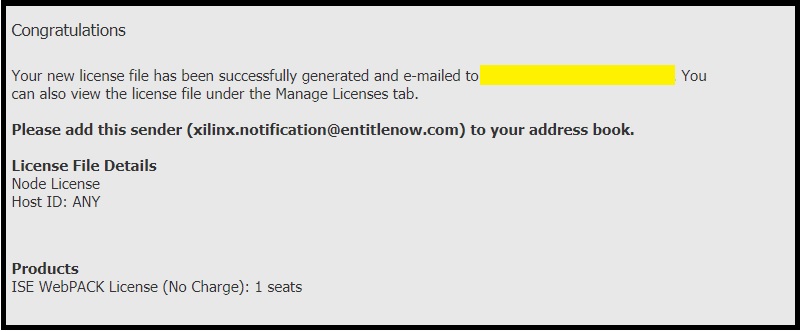 Congratulations
Your new license file has been successfully generated and e-mailed to . You
can also view the license file under the Manage Licenses tab.
Please add this sender (xilinx.notification@entitlenow.com) to your address book.
License File Details
Node License
Host ID: ANY
Products
ISE WebPACK License (No Charge): 1 seats